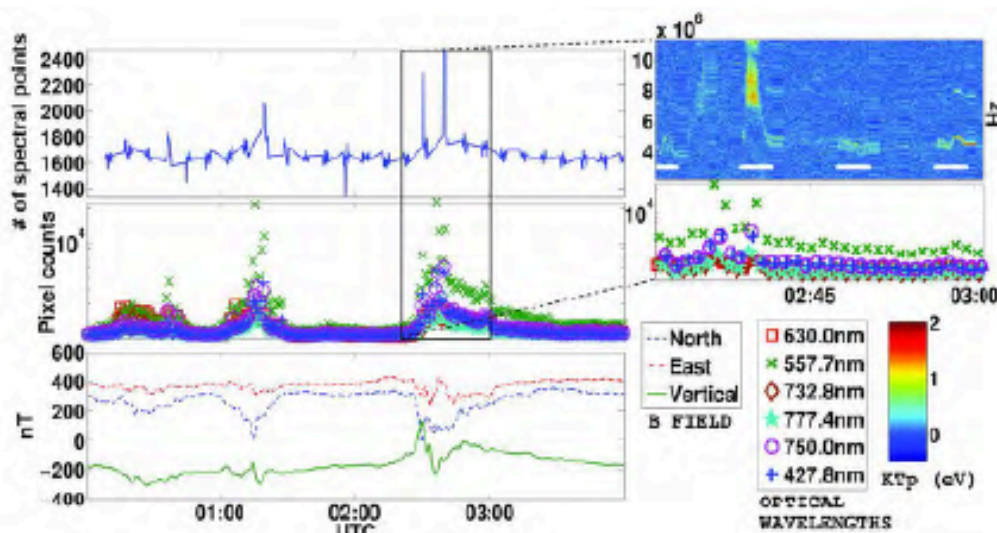 # of spectral points
2400
2200
2000
1800
1600
1400
x 10⁶
10
8
6
4
Hz
Pixel counts
10⁴
10⁴
02:45
03:00
600
400
200
0
-200
-400
nT
01:00
02:00
03:00
UTC
North
East
Vertical
B FIELD
630.0nm
557.7nm
732.8nm
777.4nm
750.0nm
427.8nm
OPTICAL
WAVELENGTHS
2
1
0
KTp (eV)